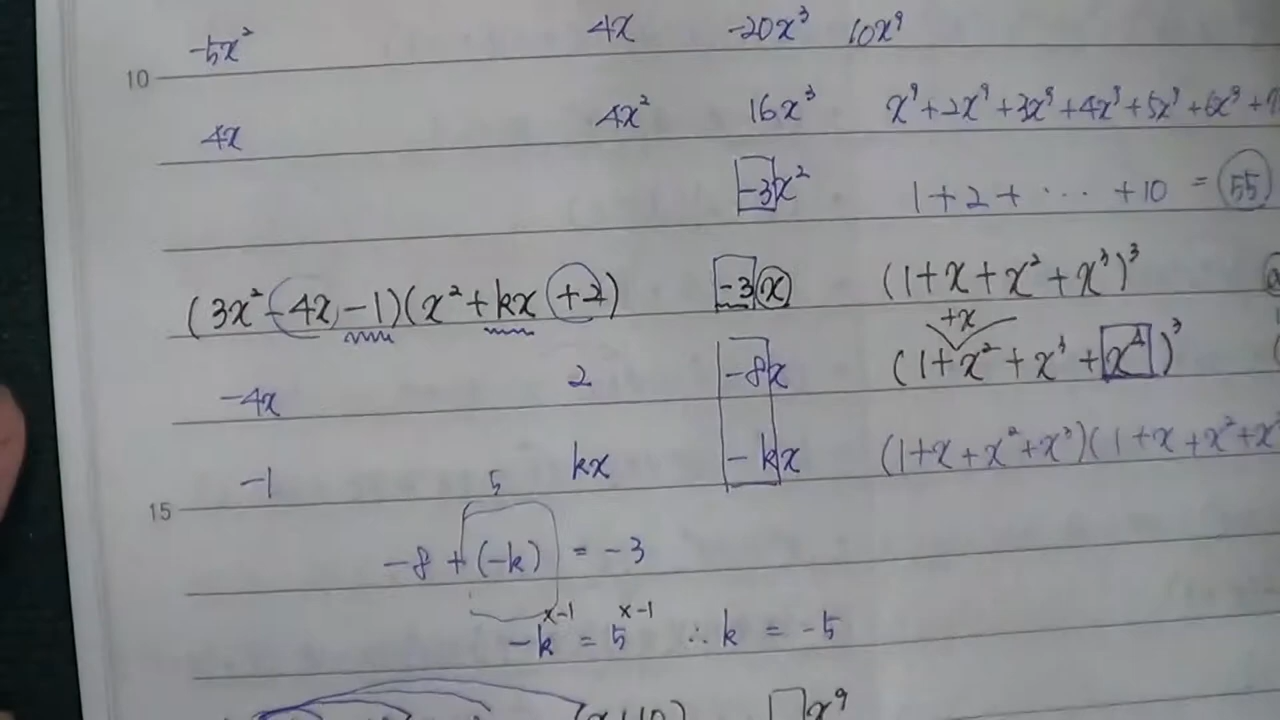 -5x² 4x -20x³ 10x⁹
10
4x 4x² 16x³ x⁹+2x⁹+3x⁹+4x⁹+5x⁹+6x⁹+
-3x² 1+2+ ⋯ +10 = 55
(3x²-4x-1)(x²+kx+2) -3x (1+x+x²+x³)³
+x
-4x 2 -8x (1+x²+x³+x⁴)³
-1 kx -kx (1+x+x²+x³)(1+x+x²+x³
15
5
-8+(-k) = -3
x-1 x-1
-k = 5 ∴ k = -5
x⁹